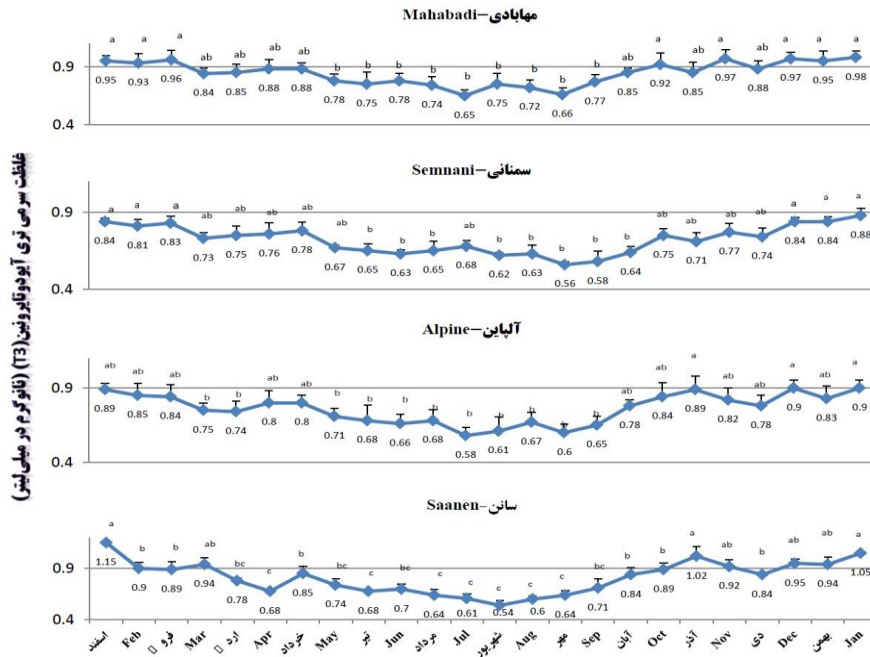 Mahabadi–مهابادی
a a a ab ab ab ab b b b b b b b b b ab a ab a ab a a a
0.9
0.95 0.93 0.96 0.84 0.85 0.88 0.88 0.78 0.75 0.78 0.74 0.65 0.75 0.72 0.66 0.77 0.85 0.92 0.85 0.97 0.88 0.97 0.95 0.98
0.4
Semnani–سمنانی
a a a ab ab ab ab ab b b b b b b b b b ab ab ab ab a a a
0.9
0.84 0.81 0.83 0.73 0.75 0.76 0.78 0.67 0.65 0.63 0.65 0.68 0.62 0.63 0.56 0.58 0.64 0.75 0.71 0.77 0.74 0.84 0.84 0.88
0.4
غلظت سرمی تری آیودوتایرونین(T3) (نانوگرم در میلی‌لیتر)
Alpine–آلپاین
ab ab ab b b ab ab b b b b b b b b b ab ab a ab ab a ab a
0.9
0.89 0.85 0.84 0.75 0.74 0.8 0.8 0.71 0.68 0.66 0.68 0.58 0.61 0.67 0.6 0.65 0.78 0.84 0.89 0.82 0.78 0.9 0.83 0.9
0.4
Saanen–سانن
a b b ab bc c b bc c bc c c c c c bc b b a ab b ab ab a
0.9
1.15 0.9 0.89 0.94 0.78 0.68 0.85 0.74 0.68 0.7 0.64 0.61 0.54 0.6 0.64 0.71 0.84 0.89 1.02 0.92 0.84 0.95 0.94 1.05
0.4
اسفند Feb فرو Mar ارد Apr خرداد May تیر Jun مرداد Jul شهریور Aug مهر Sep آبان Oct آذر Nov دی Dec بهمن Jan